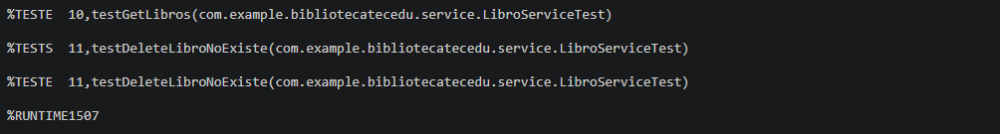 %TESTE  10,testGetLibros(com.example.bibliotecatecedu.service.LibroServiceTest)
%TESTS  11,testDeleteLibroNoExiste(com.example.bibliotecatecedu.service.LibroServiceTest)
%TESTE  11,testDeleteLibroNoExiste(com.example.bibliotecatecedu.service.LibroServiceTest)
%RUNTIME1507